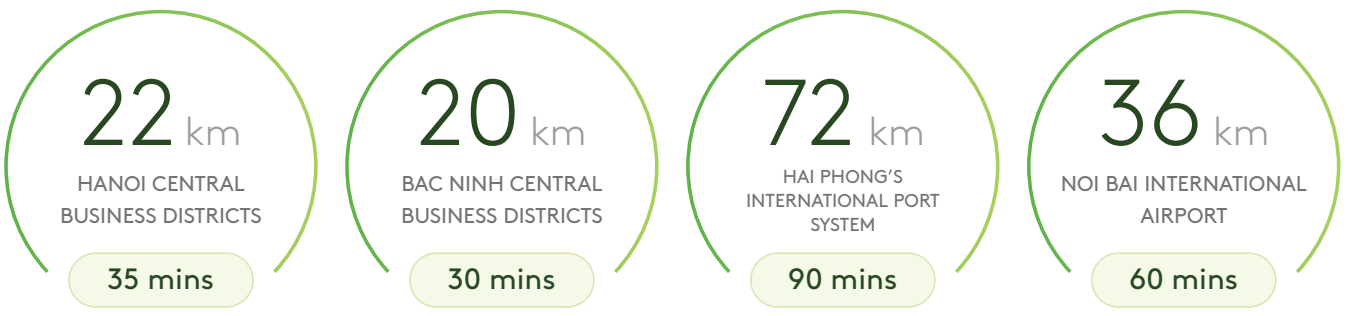 22 km
HANOI CENTRAL
BUSINESS DISTRICTS
35 mins
20 km
BAC NINH CENTRAL
BUSINESS DISTRICTS
30 mins
72 km
HAI PHONG’S
INTERNATIONAL PORT
SYSTEM
90 mins
36 km
NOI BAI INTERNATIONAL
AIRPORT
60 mins